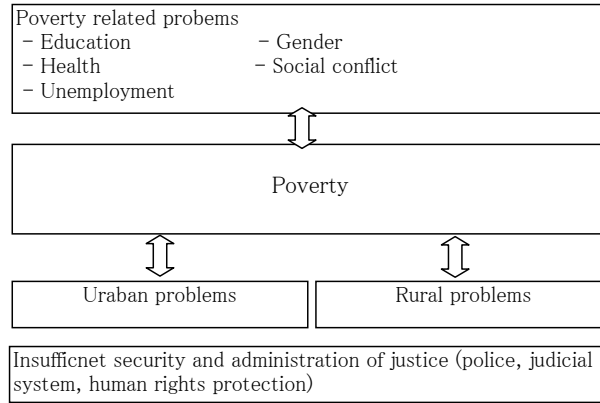 Poverty related probems
- Education - Gender
- Health - Social conflict
- Unemployment
Poverty
Uraban problems Rural problems
Insufficnet security and administration of justice (police, judicial
system, human rights protection)